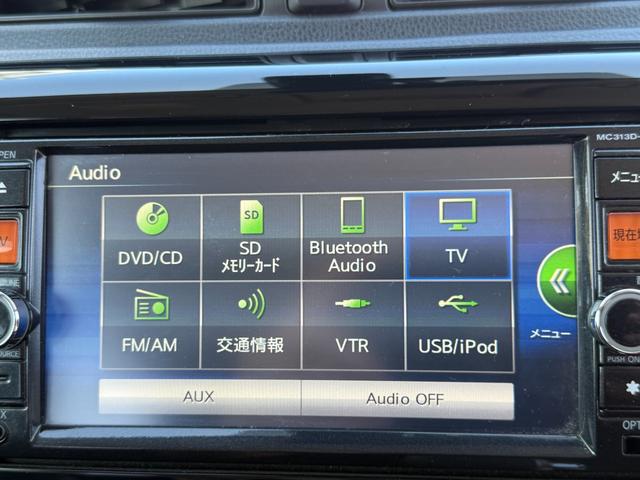 MC313D-
OPEN
Audio
メニュー
DVD/CD
SD
SD
メモリーカード
Bluetooth
Audio
TV
現在地
FM/AM
交通情報
VTR
USB/iPod
メニュー
AUX
Audio OFF
SOURCE
PUSH ON
OPT